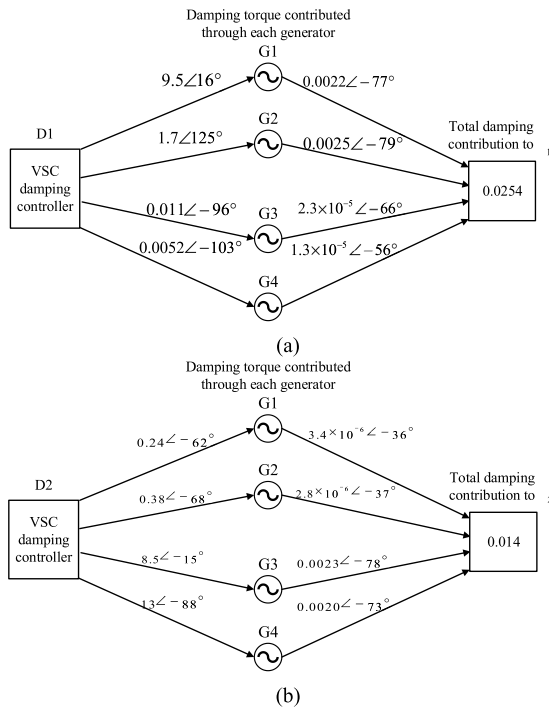 Damping torque contributed
through each generator
G1
9.5∠16°
0.0022∠−77°
G2
D1
1.7∠125°
0.0025∠−79°
Total damping
contribution to
VSC
damping
controller
0.0254
0.011∠−96°
G3
2.3×10⁻⁵∠−66°
0.0052∠−103°
1.3×10⁻⁵∠−56°
G4
(a)
Damping torque contributed
through each generator
G1
0.24∠−62°
3.4×10⁻⁶∠−36°
G2
D2
0.38∠−68°
2.8×10⁻⁶∠−37°
Total damping
contribution to
VSC
damping
controller
0.014
8.5∠−15°
G3
0.0023∠−78°
13∠−88°
0.0020∠−73°
G4
(b)